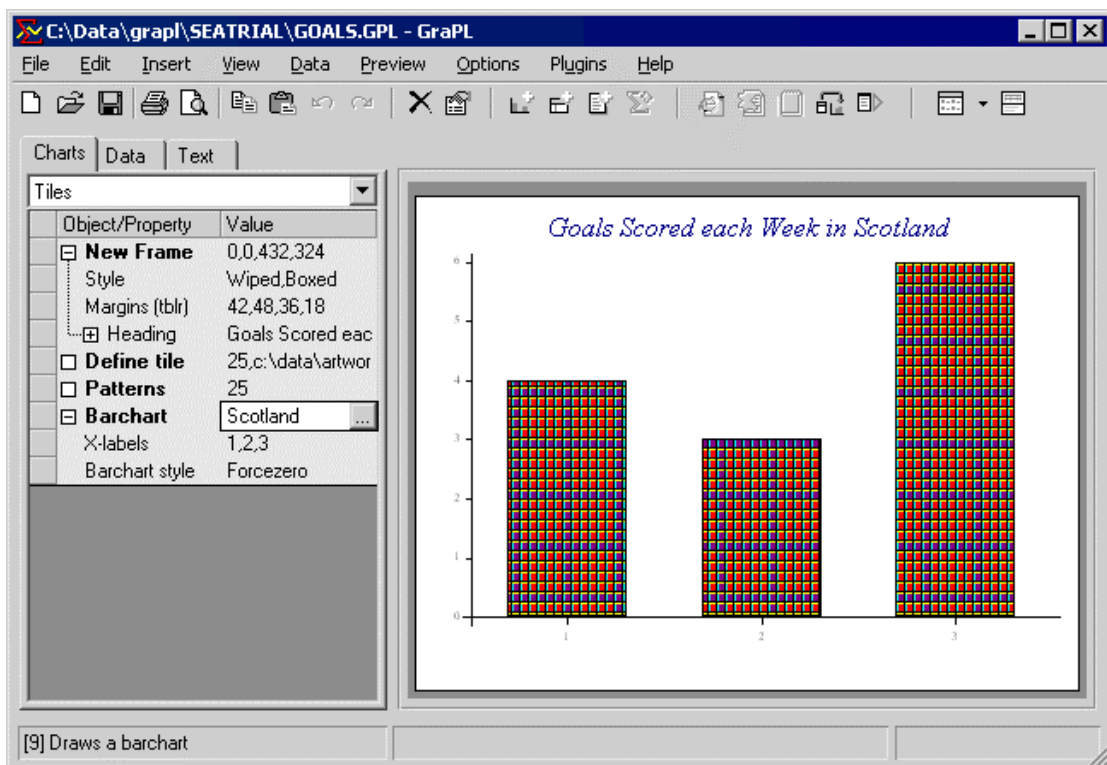 C:\Data\grapl\SEATRIAL\GOALS.GPL - GraPL
File Edit Insert View Data Preview Options Plugins Help
Charts Data Text
Tiles
Object/Property Value
New Frame 0,0,432,324
Style Wiped,Boxed
Margins (tblr) 42,48,36,18
Heading Goals Scored eac
Define tile 25,c:\data\artwor
Patterns 25
Barchart Scotland ...
X-labels 1,2,3
Barchart style Forcezero
Goals Scored each Week in Scotland
6
5
4
3
2
1
0
1 2 3
[9] Draws a barchart